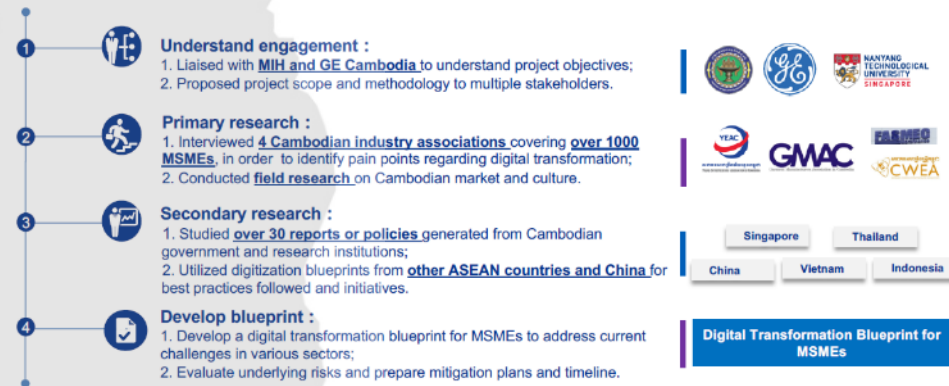 1
Understand engagement :
1. Liaised with MIH and GE Cambodia to understand project objectives;
2. Proposed project scope and methodology to multiple stakeholders.
NANYANG
TECHNOLOGICAL
UNIVERSITY
SINGAPORE
2
Primary research :
1. Interviewed 4 Cambodian industry associations covering over 1000
MSMEs, in order to identify pain points regarding digital transformation;
2. Conducted field research on Cambodian market and culture.
YEAC
GMAC
CWEA
3
Secondary research :
1. Studied over 30 reports or policies generated from Cambodian
government and research institutions;
2. Utilized digitization blueprints from other ASEAN countries and China for
best practices followed and initiatives.
Singapore
Thailand
China
Vietnam
Indonesia
4
Develop blueprint :
1. Develop a digital transformation blueprint for MSMEs to address current
challenges in various sectors;
2. Evaluate underlying risks and prepare mitigation plans and timeline.
Digital Transformation Blueprint for
MSMEs